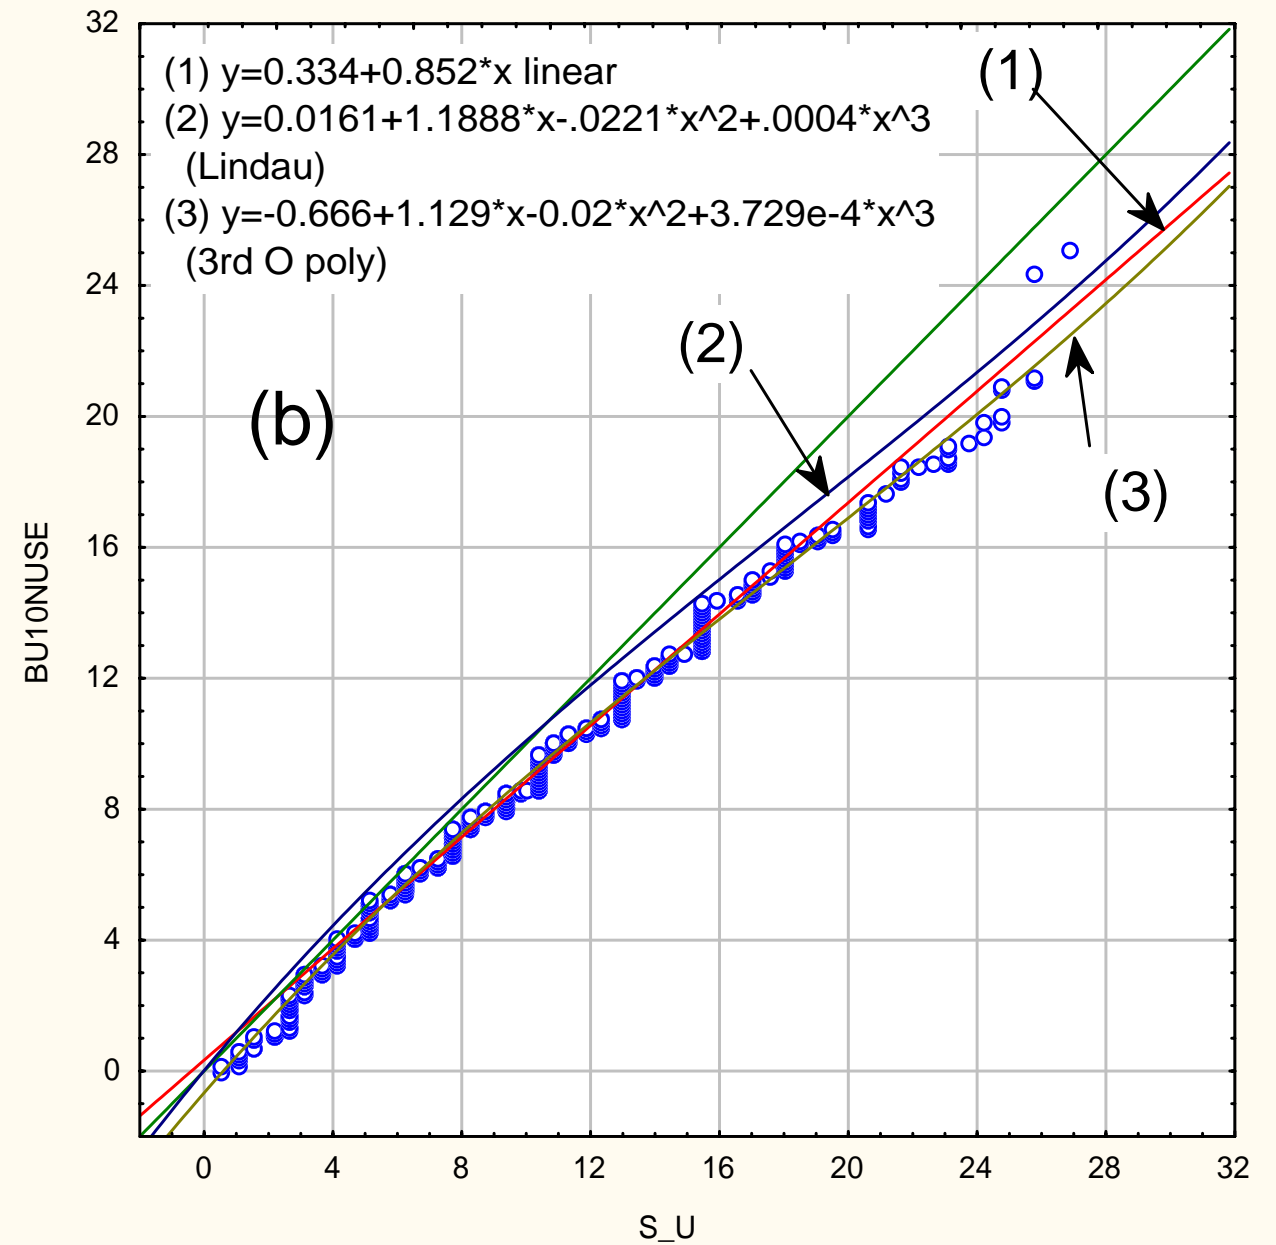 (1) y=0.334+0.852*x linear
(2) y=0.0161+1.1888*x-.0221*x^2+.0004*x^3
(Lindau)
(3) y=-0.666+1.129*x-0.02*x^2+3.729e-4*x^3
(3rd O poly)
(1)
(2)
(b)
(3)
32
28
24
20
16
12
8
4
0
BU10NUSE
0 4 8 12 16 20 24 28 32
S_U